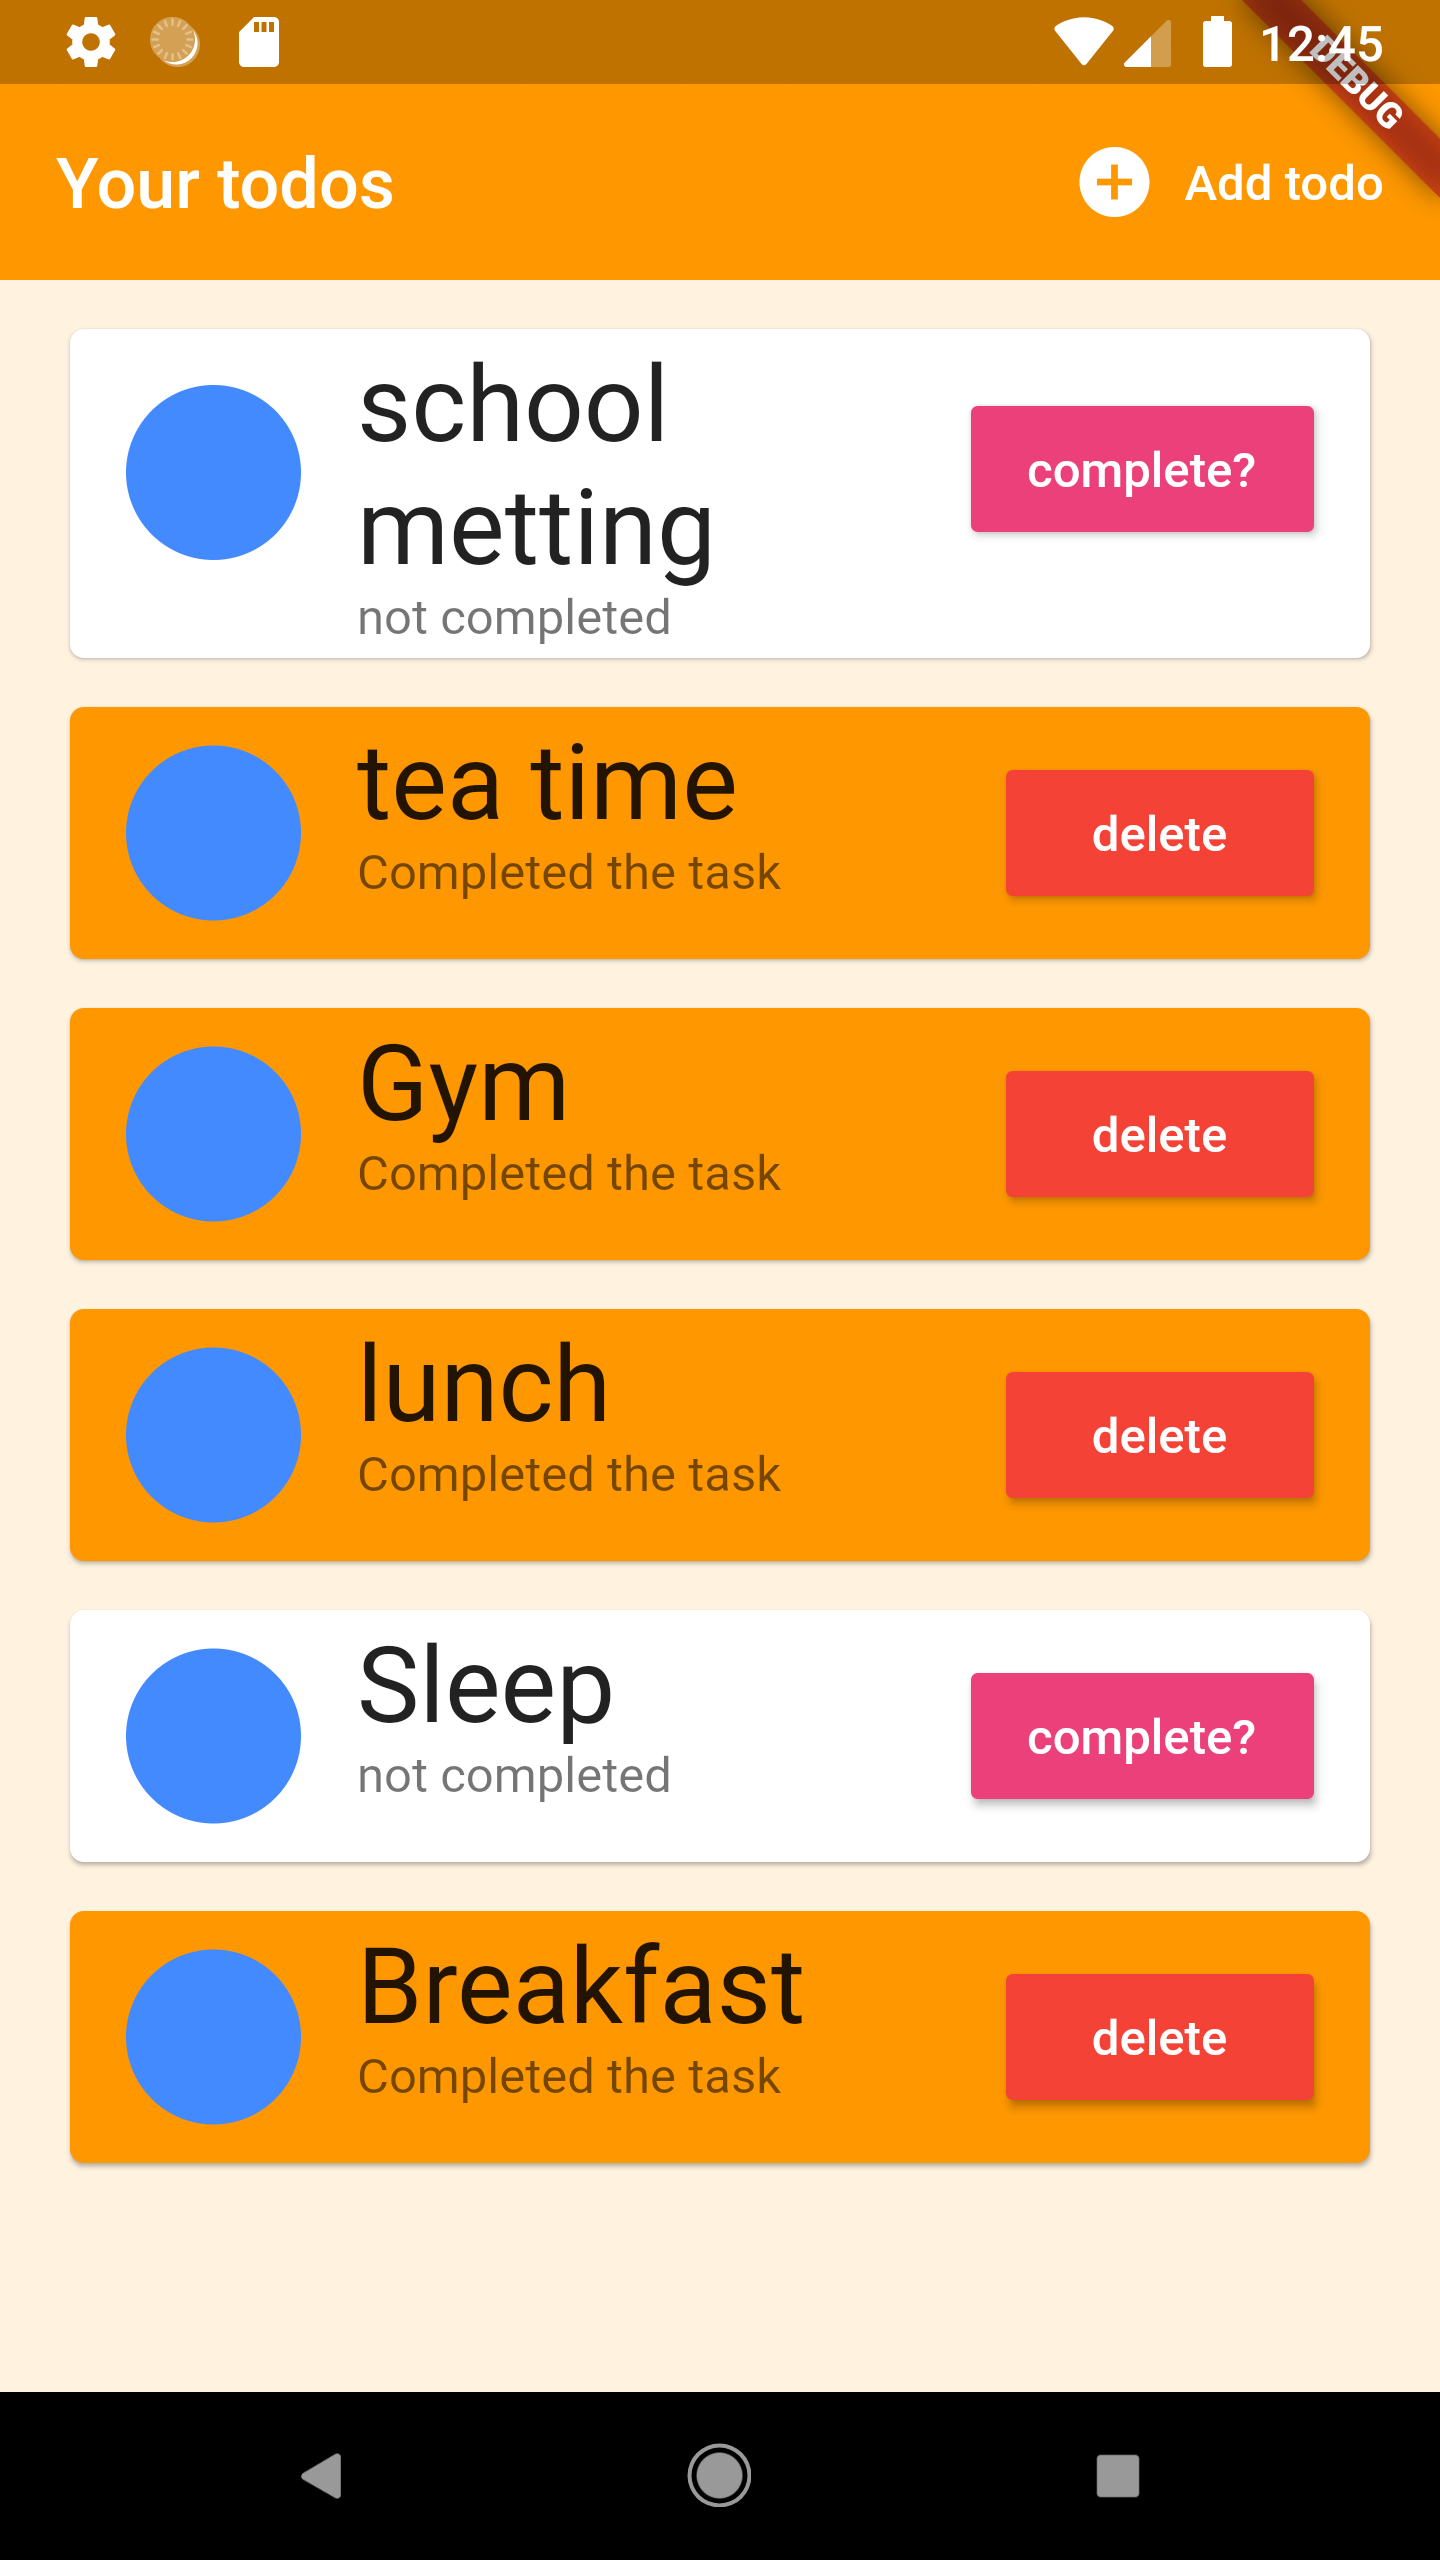 12:45
DEBUG
Your todos
Add todo
school
metting
not completed
complete?
tea time
Completed the task
delete
Gym
Completed the task
delete
lunch
Completed the task
delete
Sleep
not completed
complete?
Breakfast
Completed the task
delete